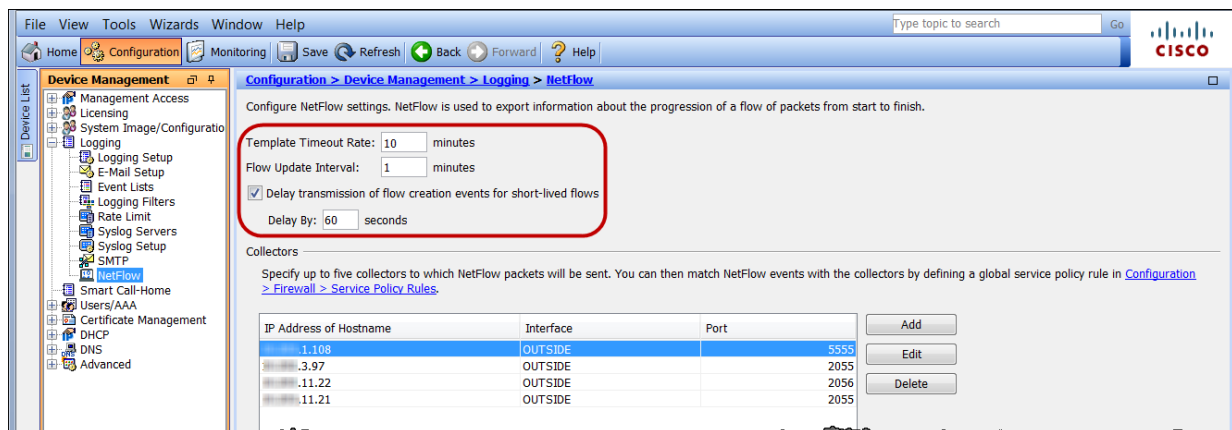 File View Tools Wizards Window Help
Type topic to search
Go
Home Configuration Monitoring Save Refresh Back Forward Help
CISCO
Device List
Device Management
Configuration > Device Management > Logging > NetFlow
Management Access
Licensing
System Image/Configuratio
Logging
Logging Setup
E-Mail Setup
Event Lists
Logging Filters
Rate Limit
Syslog Servers
Syslog Setup
SMTP
NetFlow
Smart Call-Home
Users/AAA
Certificate Management
DHCP
DNS
Advanced
Configure NetFlow settings. NetFlow is used to export information about the progression of a flow of packets from start to finish.
Template Timeout Rate: 10 minutes
Flow Update Interval: 1 minutes
Delay transmission of flow creation events for short-lived flows
Delay By: 60 seconds
Collectors
Specify up to five collectors to which NetFlow packets will be sent. You can then match NetFlow events with the collectors by defining a global service policy rule in Configuration
> Firewall > Service Policy Rules.
IP Address of Hostname Interface Port
.1.108 OUTSIDE 5555
.3.97 OUTSIDE 2055
.11.22 OUTSIDE 2056
.11.21 OUTSIDE 2055
Add
Edit
Delete